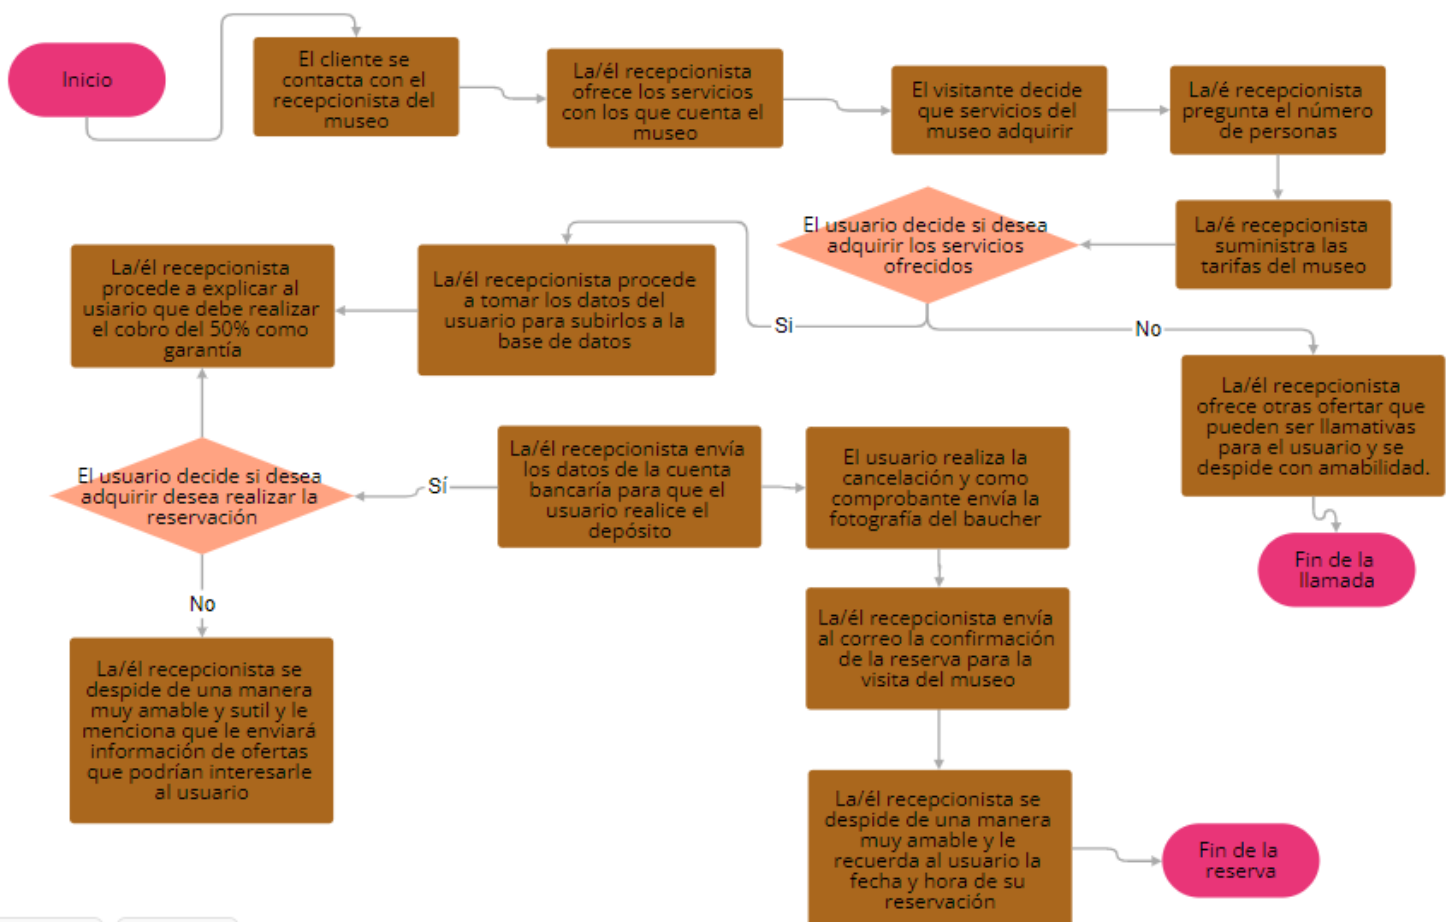 Inicio
El cliente se
contacta con el
recepcionista del
museo
La/él recepcionista
ofrece los servicios
con los que cuenta el
museo
El visitante decide
que servicios del
museo adquirir
La/é recepcionista
pregunta el número
de personas
La/é recepcionista
suministra las
tarifas del museo
El usuario decide si desea
adquirir los servicios
ofrecidos
Si
No
La/él recepcionista procede
a tomar los datos del
usuario para subirlos a la
base de datos
La/él recepcionista
procede a explicar al
usiario que debe realizar
el cobro del 50% como
garantía
La/él recepcionista
ofrece otras ofertar que
pueden ser llamativas
para el usuario y se
despide con amabilidad.
Fin de la
llamada
El usuario decide si desea
adquirir desea realizar la
reservación
Sí
No
La/él recepcionista envía
los datos de la cuenta
bancaría para que el
usuario realice el
depósito
El usuario realiza la
cancelación y como
comprobante envía la
fotografía del baucher
La/él recepcionista envía
al correo la confirmación
de la reserva para la
visita del museo
La/él recepcionista se
despide de una manera
muy amable y sutil y le
menciona que le enviará
información de ofertas
que podrían interesarle
al usuario
La/él recepcionista se
despide de una manera
muy amable y le
recuerda al usuario la
fecha y hora de su
reservación
Fin de la
reserva